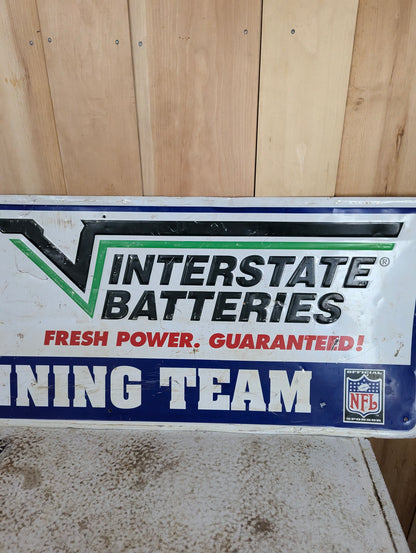 INTERSTATE®
BATTERIES
FRESH POWER. GUARANTEED!
INING TEAM
OFFICIAL
NFL
SPONSOR